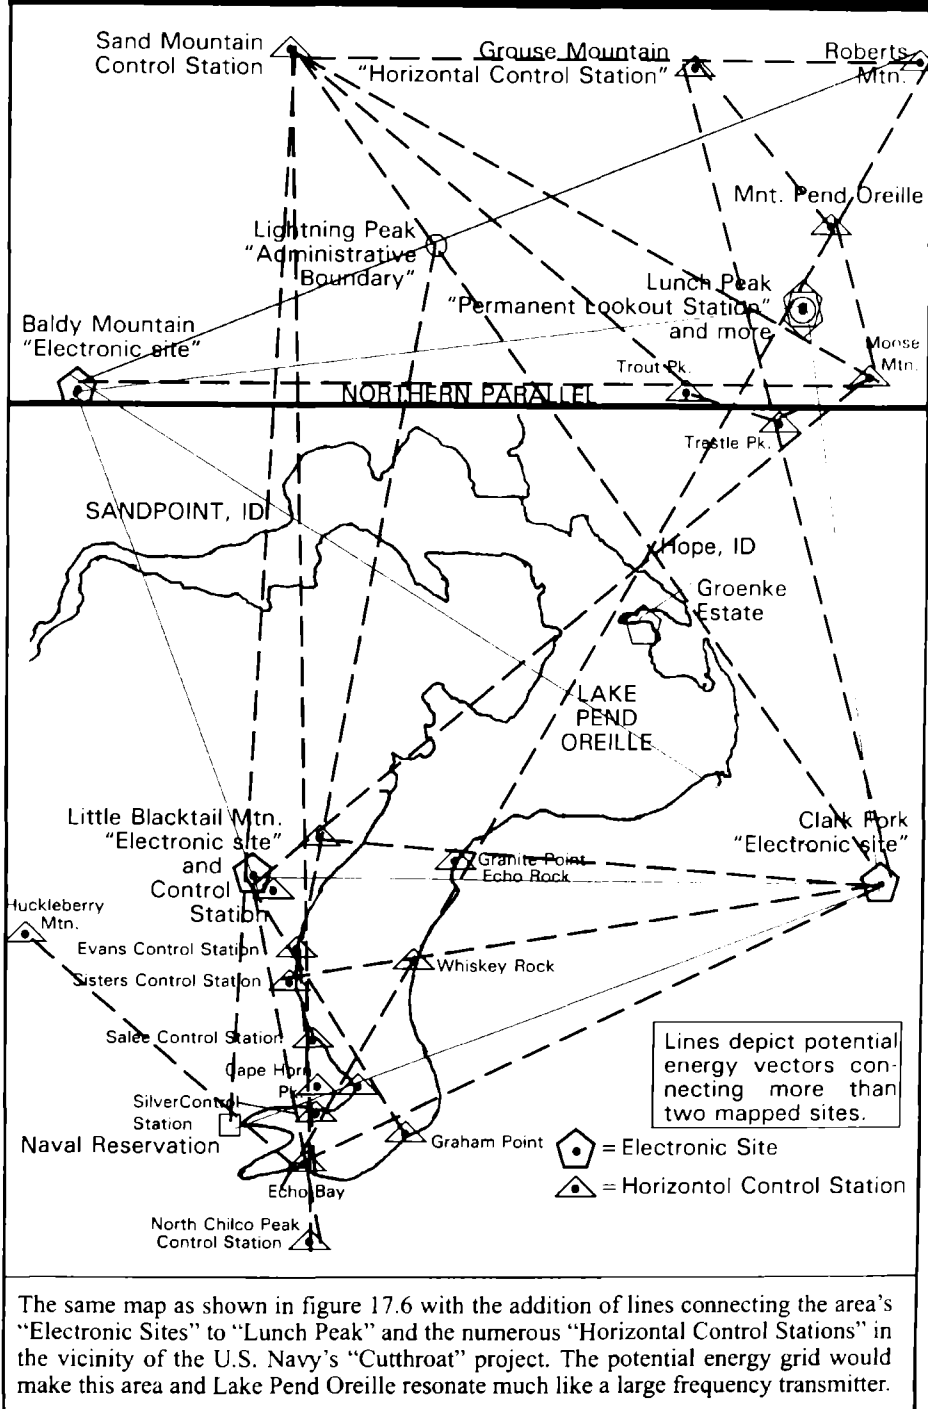 Sand Mountain
Control Station
Grouse Mountain
"Horizontal Control Station"
Roberts
Mtn.
Mnt. Pend Oreille
Lightning Peak
"Administrative
Boundary"
Lunch Peak
"Permanent Lookout Station"
and more
Baldy Mountain
"Electronic site"
Moose
Mtn.
Trout Pk.
NORTHERN PARALLEL
Trestle Pk.
SANDPOINT, ID
Hope, ID
Groenke
Estate
LAKE
PEND
OREILLE
Little Blacktail Mtn.
"Electronic site"
and
Control
Station
Clark Fork
"Electronic site"
Granite Point
Echo Rock
Huckleberry
Mtn.
Evans Control Station
Sisters Control Station
Whiskey Rock
Salee Control Station
Cape Horn
Pk.
SilverControl
Station
Naval Reservation
Graham Point
Echo Bay
North Chilco Peak
Control Station
Lines depict potential
energy vectors con-
necting more than
two mapped sites.
= Electronic Site
= Horizontol Control Station
The same map as shown in figure 17.6 with the addition of lines connecting the area's
"Electronic Sites" to "Lunch Peak" and the numerous "Horizontal Control Stations" in
the vicinity of the U.S. Navy's "Cutthroat" project. The potential energy grid would
make this area and Lake Pend Oreille resonate much like a large frequency transmitter.